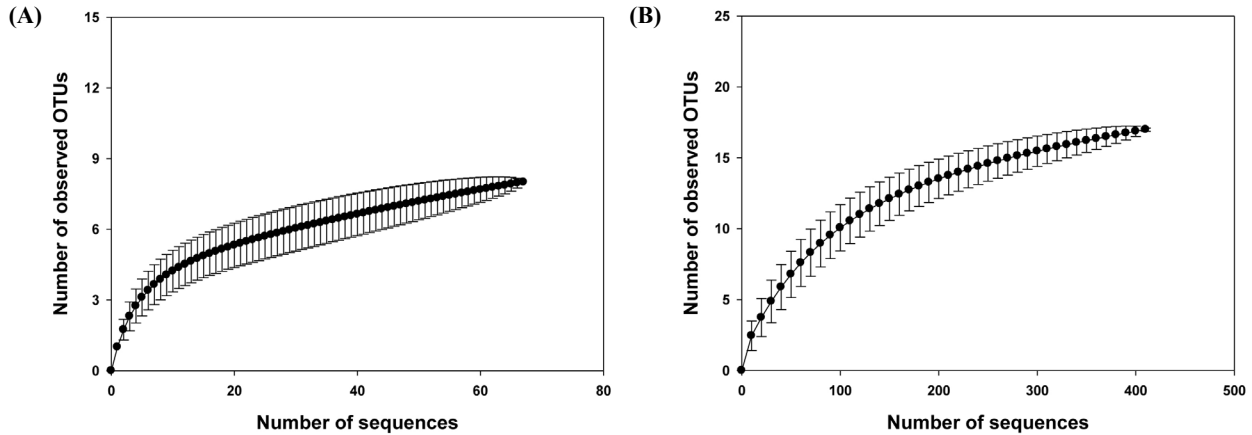 (A)
15
12
9
6
3
0
Number of observed OTUs
0 20 40 60 80
Number of sequences
(B)
25
20
15
10
5
0
Number of observed OTUs
0 100 200 300 400 500
Number of sequences